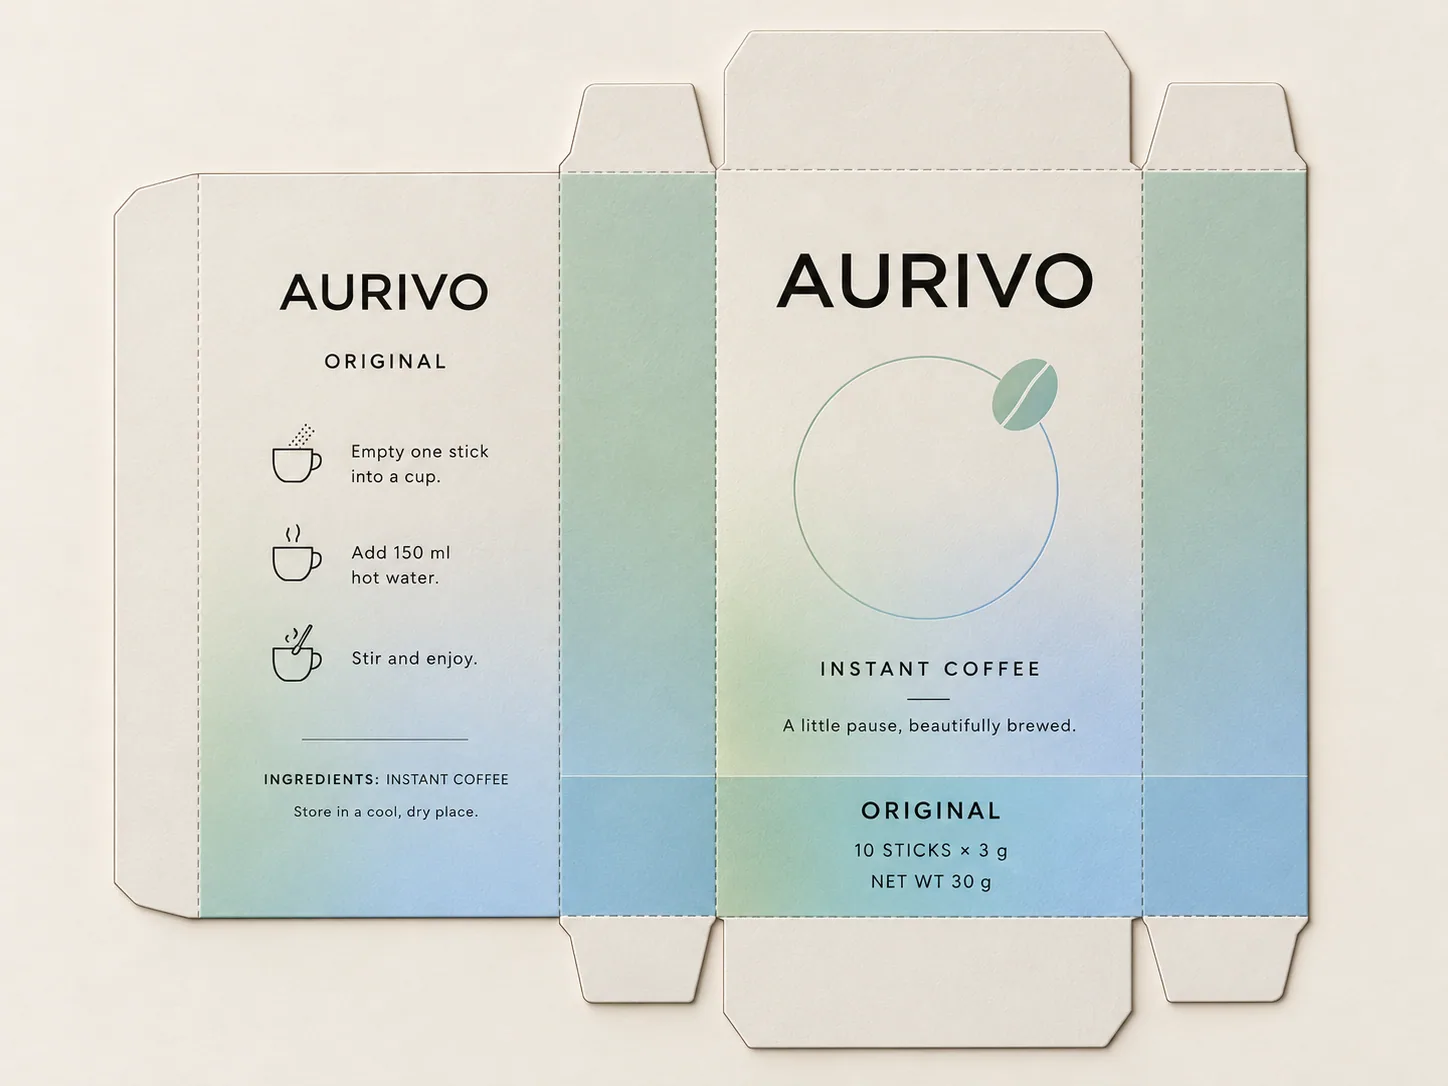 AURIVO
ORIGINAL
Empty one stick
into a cup.
Add 150 ml
hot water.
Stir and enjoy.
INGREDIENTS: INSTANT COFFEE
Store in a cool, dry place.
AURIVO
INSTANT COFFEE
A little pause, beautifully brewed.
ORIGINAL
10 STICKS × 3 g
NET WT 30 g